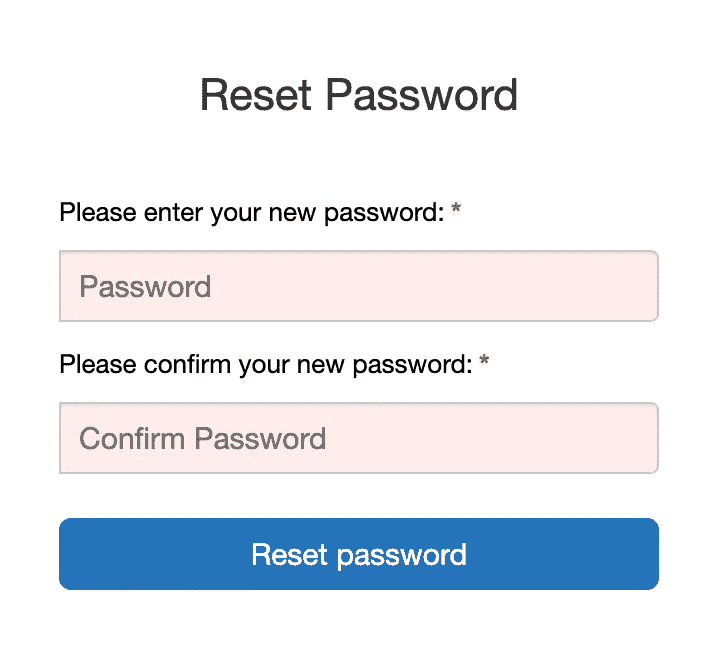 Reset Password
Please enter your new password: *
Password
Please confirm your new password: *
Confirm Password
Reset password